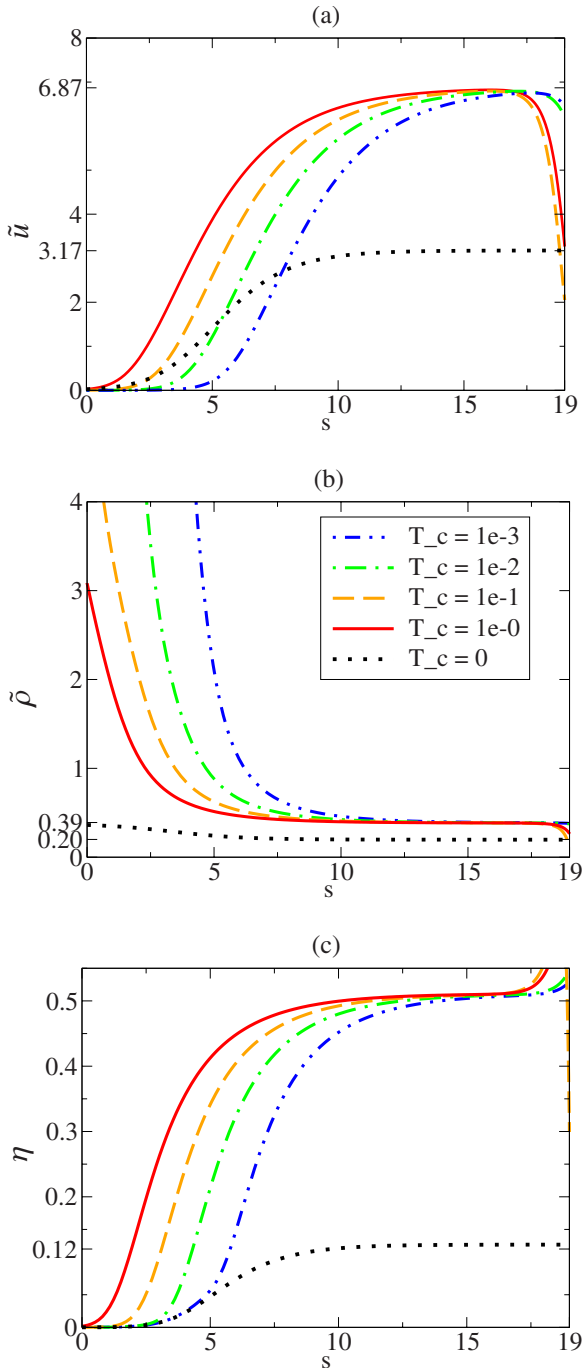 (a)
8
6.87
4
3.17
2
0
ũ
0 5 10 15 19
s
(b)
4
3
2
1
0.39
0.20
0
ρ̃
T_c = 1e-3
T_c = 1e-2
T_c = 1e-1
T_c = 1e-0
T_c = 0
0 5 10 15 19
s
(c)
0.5
0.4
0.3
0.2
0.12
0
η
0 5 10 15 19
s